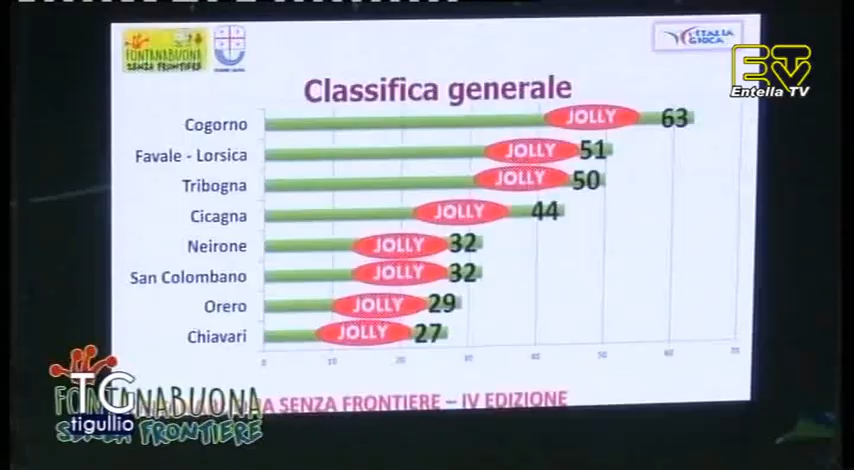 FONTANABUONA
SENZA FRONTIERE
L'ITALIA
GIOCA
Entella TV
Classifica generale
Cogorno JOLLY 63
Favale - Lorsica JOLLY 51
Tribogna JOLLY 50
Cicagna JOLLY 44
Neirone JOLLY 32
San Colombano JOLLY 32
Orero JOLLY 29
Chiavari JOLLY 27
0 10 20 30 40 50 60 70
A SENZA FRONTIERE – IV EDIZIONE
FONTANABUONA
TG
tigullio
SENZA FRONTIERE